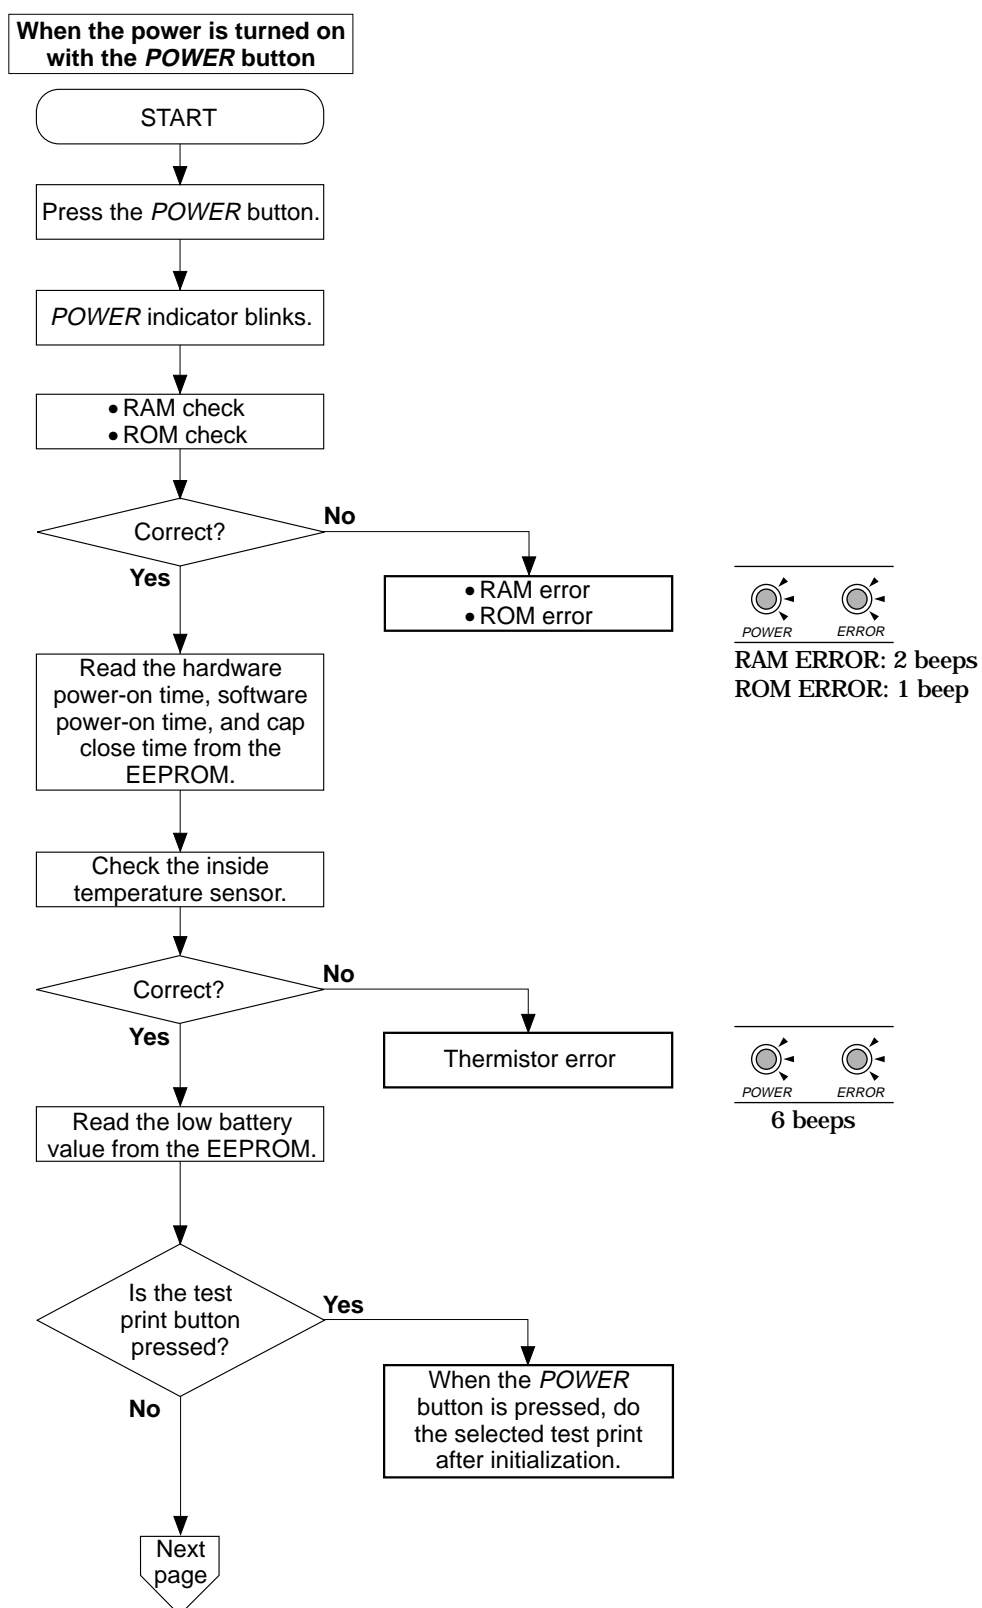 When the power is turned on
with the POWER button
START
Press the POWER button.
POWER indicator blinks.
• RAM check
• ROM check
Correct?
No
Yes
• RAM error
• ROM error
POWER ERROR
RAM ERROR: 2 beeps
ROM ERROR: 1 beep
Read the hardware
power-on time, software
power-on time, and cap
close time from the
EEPROM.
Check the inside
temperature sensor.
Correct?
No
Yes
Thermistor error
POWER ERROR
6 beeps
Read the low battery
value from the EEPROM.
Is the test
print button
pressed?
Yes
No
When the POWER
button is pressed, do
the selected test print
after initialization.
Next
page